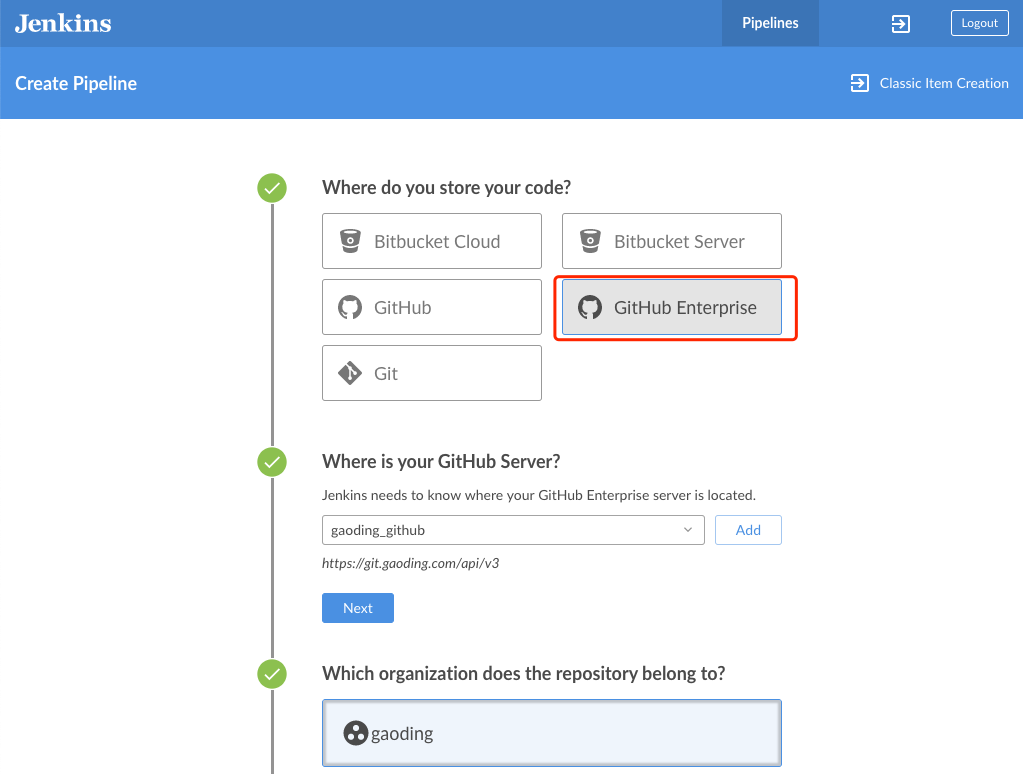 Jenkins
Pipelines
Logout
Create Pipeline
Classic Item Creation
Where do you store your code?
Bitbucket Cloud
Bitbucket Server
GitHub
GitHub Enterprise
Git
Where is your GitHub Server?
Jenkins needs to know where your GitHub Enterprise server is located.
gaoding_github
Add
https://git.gaoding.com/api/v3
Next
Which organization does the repository belong to?
gaoding